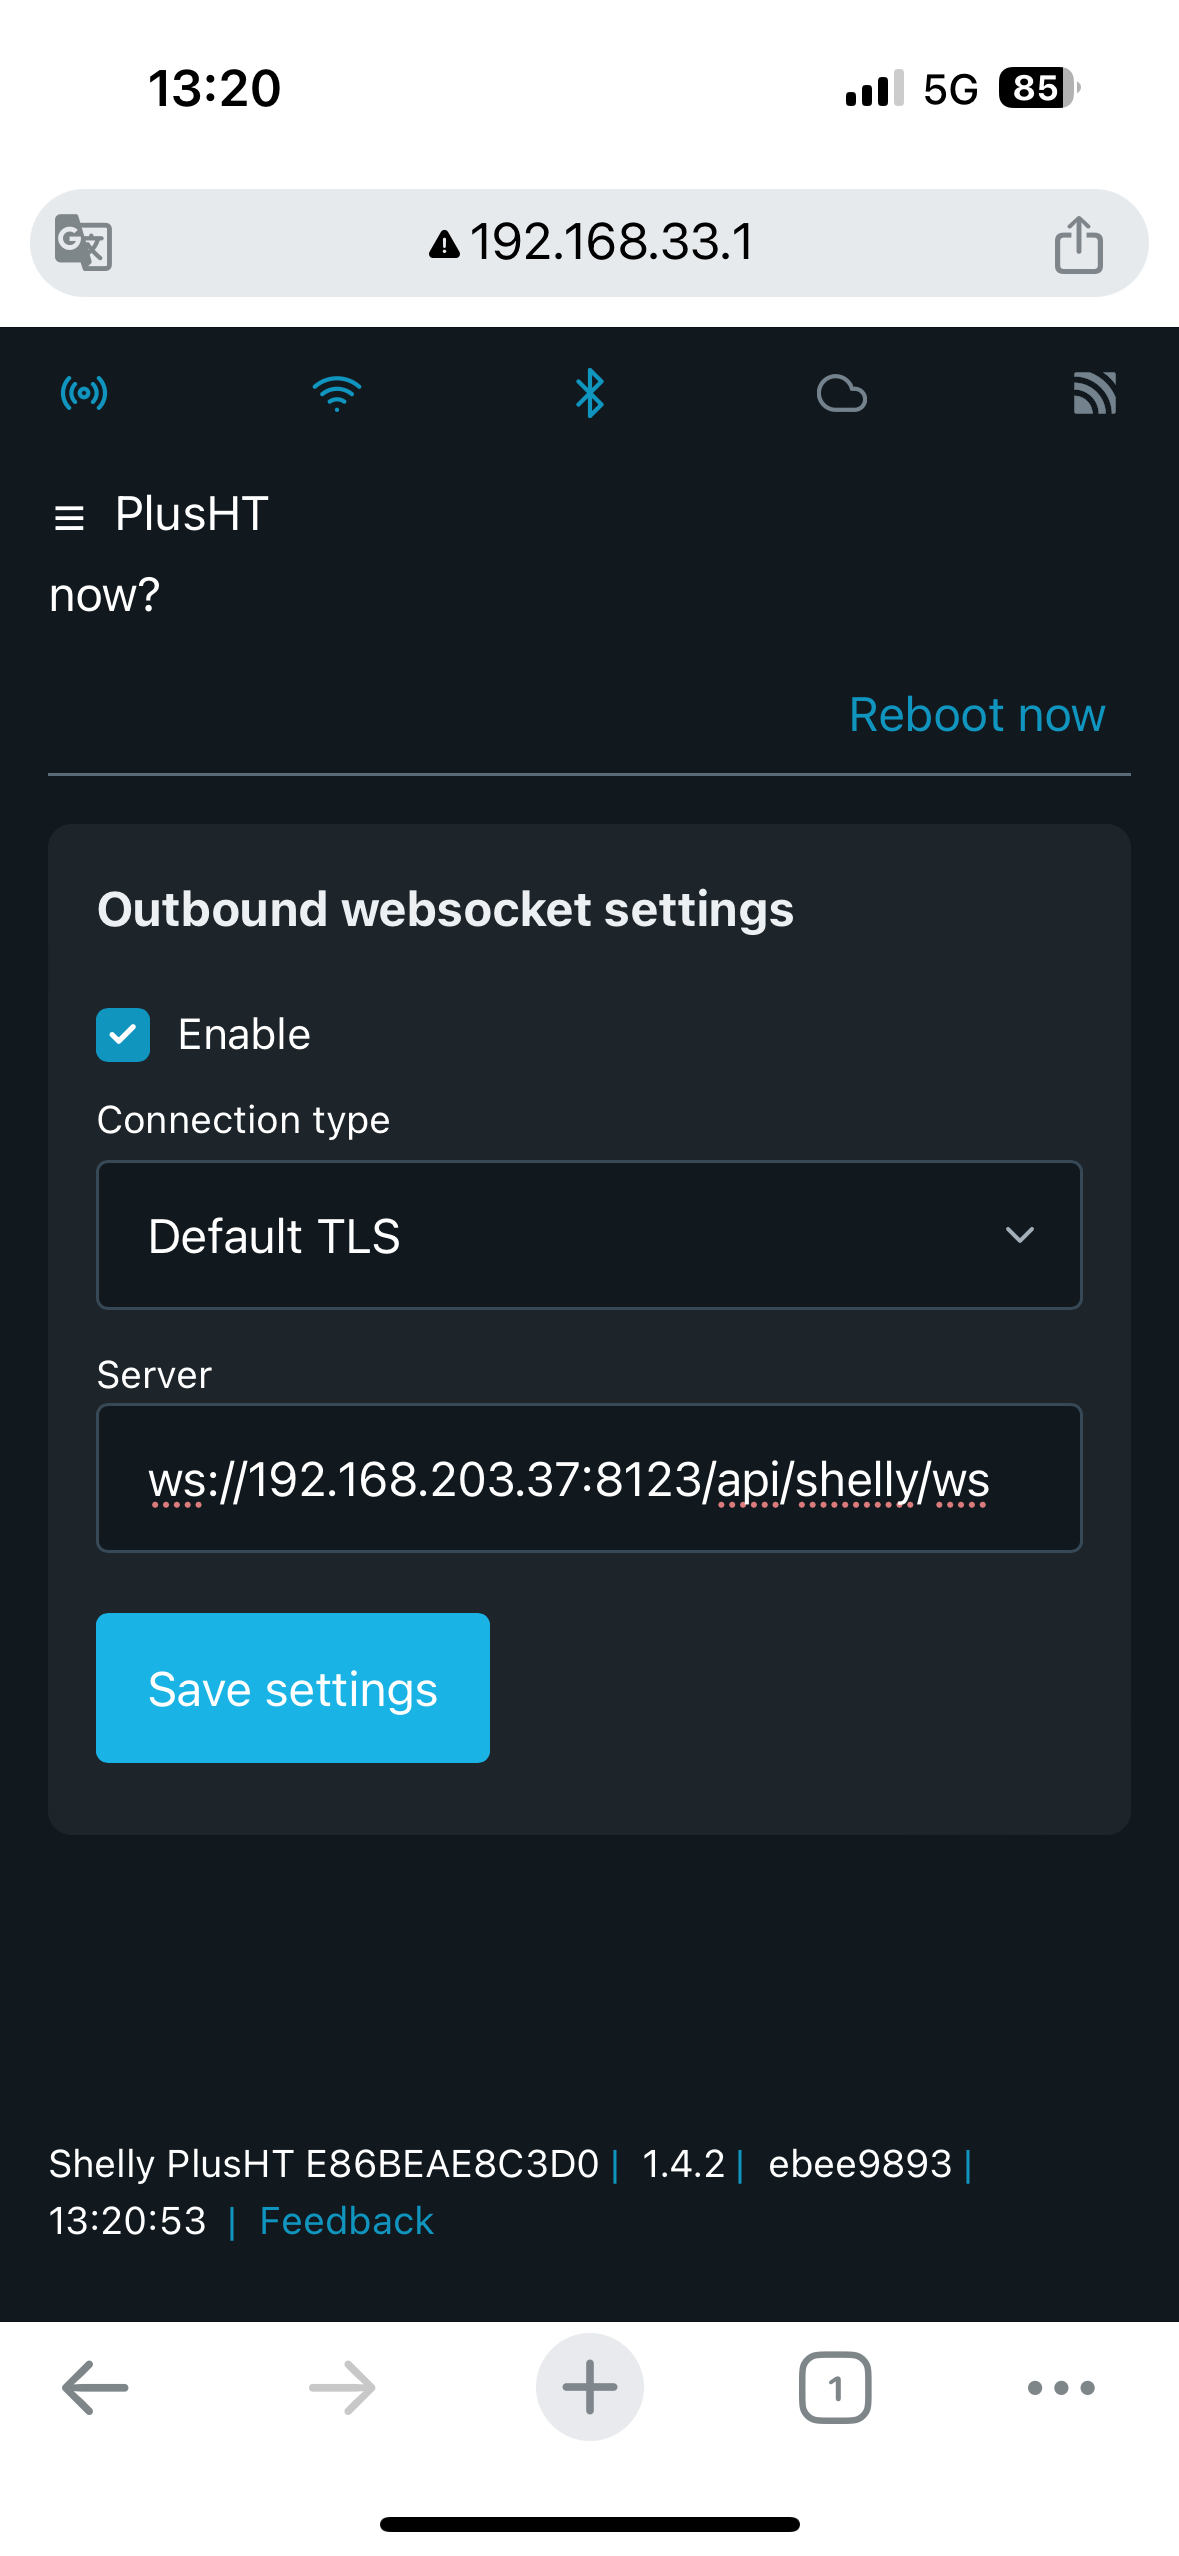 13:20
5G
85
192.168.33.1
PlusHT
now?
Reboot now
Outbound websocket settings
Enable
Connection type
Default TLS
Server
ws://192.168.203.37:8123/api/shelly/ws
Save settings
Shelly PlusHT E86BEAE8C3D0 | 1.4.2 | ebee9893 |
13:20:53 | Feedback
1